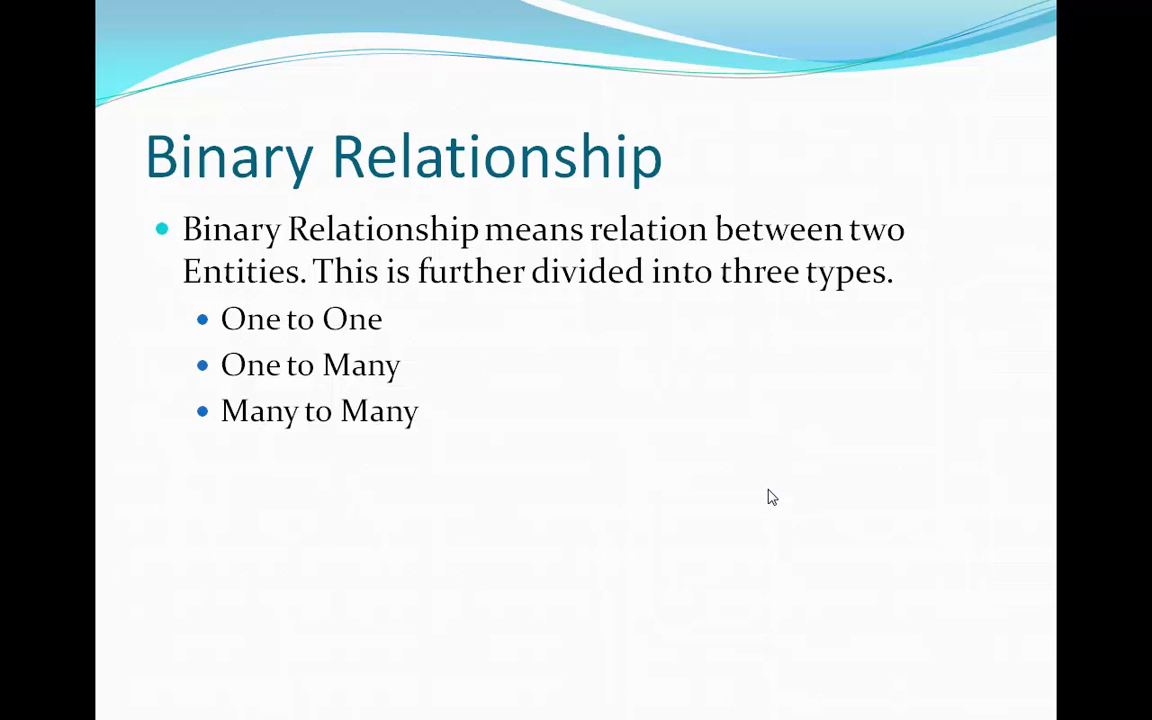 Binary Relationship
Binary Relationship means relation between two
Entities. This is further divided into three types.
One to One
One to Many
Many to Many